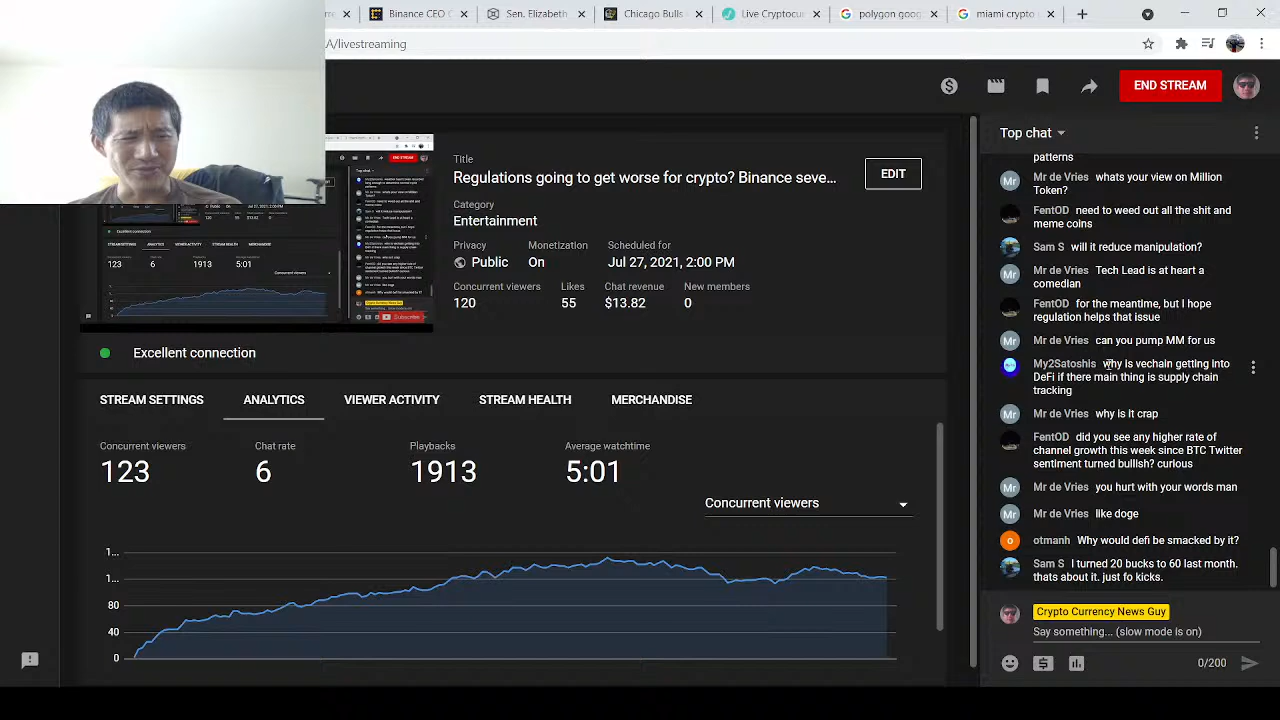 Binance CEO C
Sen. Elizabeth
Chicago Bulls
Live Cryptocur
polygon goog
miami crypto
A/livestreaming
END STREAM
Title
Regulations going to get worse for crypto? Binance sever...
EDIT
Category
Entertainment
Privacy
Monetization
Scheduled for
Public
On
Jul 27, 2021, 2:00 PM
Concurrent viewers
Likes
Chat revenue
New members
120
55
$13.82
0
Excellent connection
STREAM SETTINGS
ANALYTICS
VIEWER ACTIVITY
STREAM HEALTH
MERCHANDISE
Concurrent viewers
Chat rate
Playbacks
Average watchtime
123
6
1913
5:01
Concurrent viewers
1...
1...
80
40
0
Top chat
patterns
Mr de Vries whats your view on Million
Token?
FentOD need to weed out all the shit and
meme coins
Sam S will it reduce manipulation?
Mr de Vries Tech Lead is at heart a
comedian
FentOD for the meantime, but I hope
regulation helps that issue
Mr de Vries can you pump MM for us
My2Satoshis why is vechain getting into
DeFi if there main thing is supply chain
tracking
Mr de Vries why is it crap
FentOD did you see any higher rate of
channel growth this week since BTC Twitter
sentiment turned bullish? curious
Mr de Vries you hurt with your words man
Mr de Vries like doge
otmanh Why would defi be smacked by it?
Sam S I turned 20 bucks to 60 last month.
thats about it. just fo kicks.
Crypto Currency News Guy
Say something... (slow mode is on)
0/200